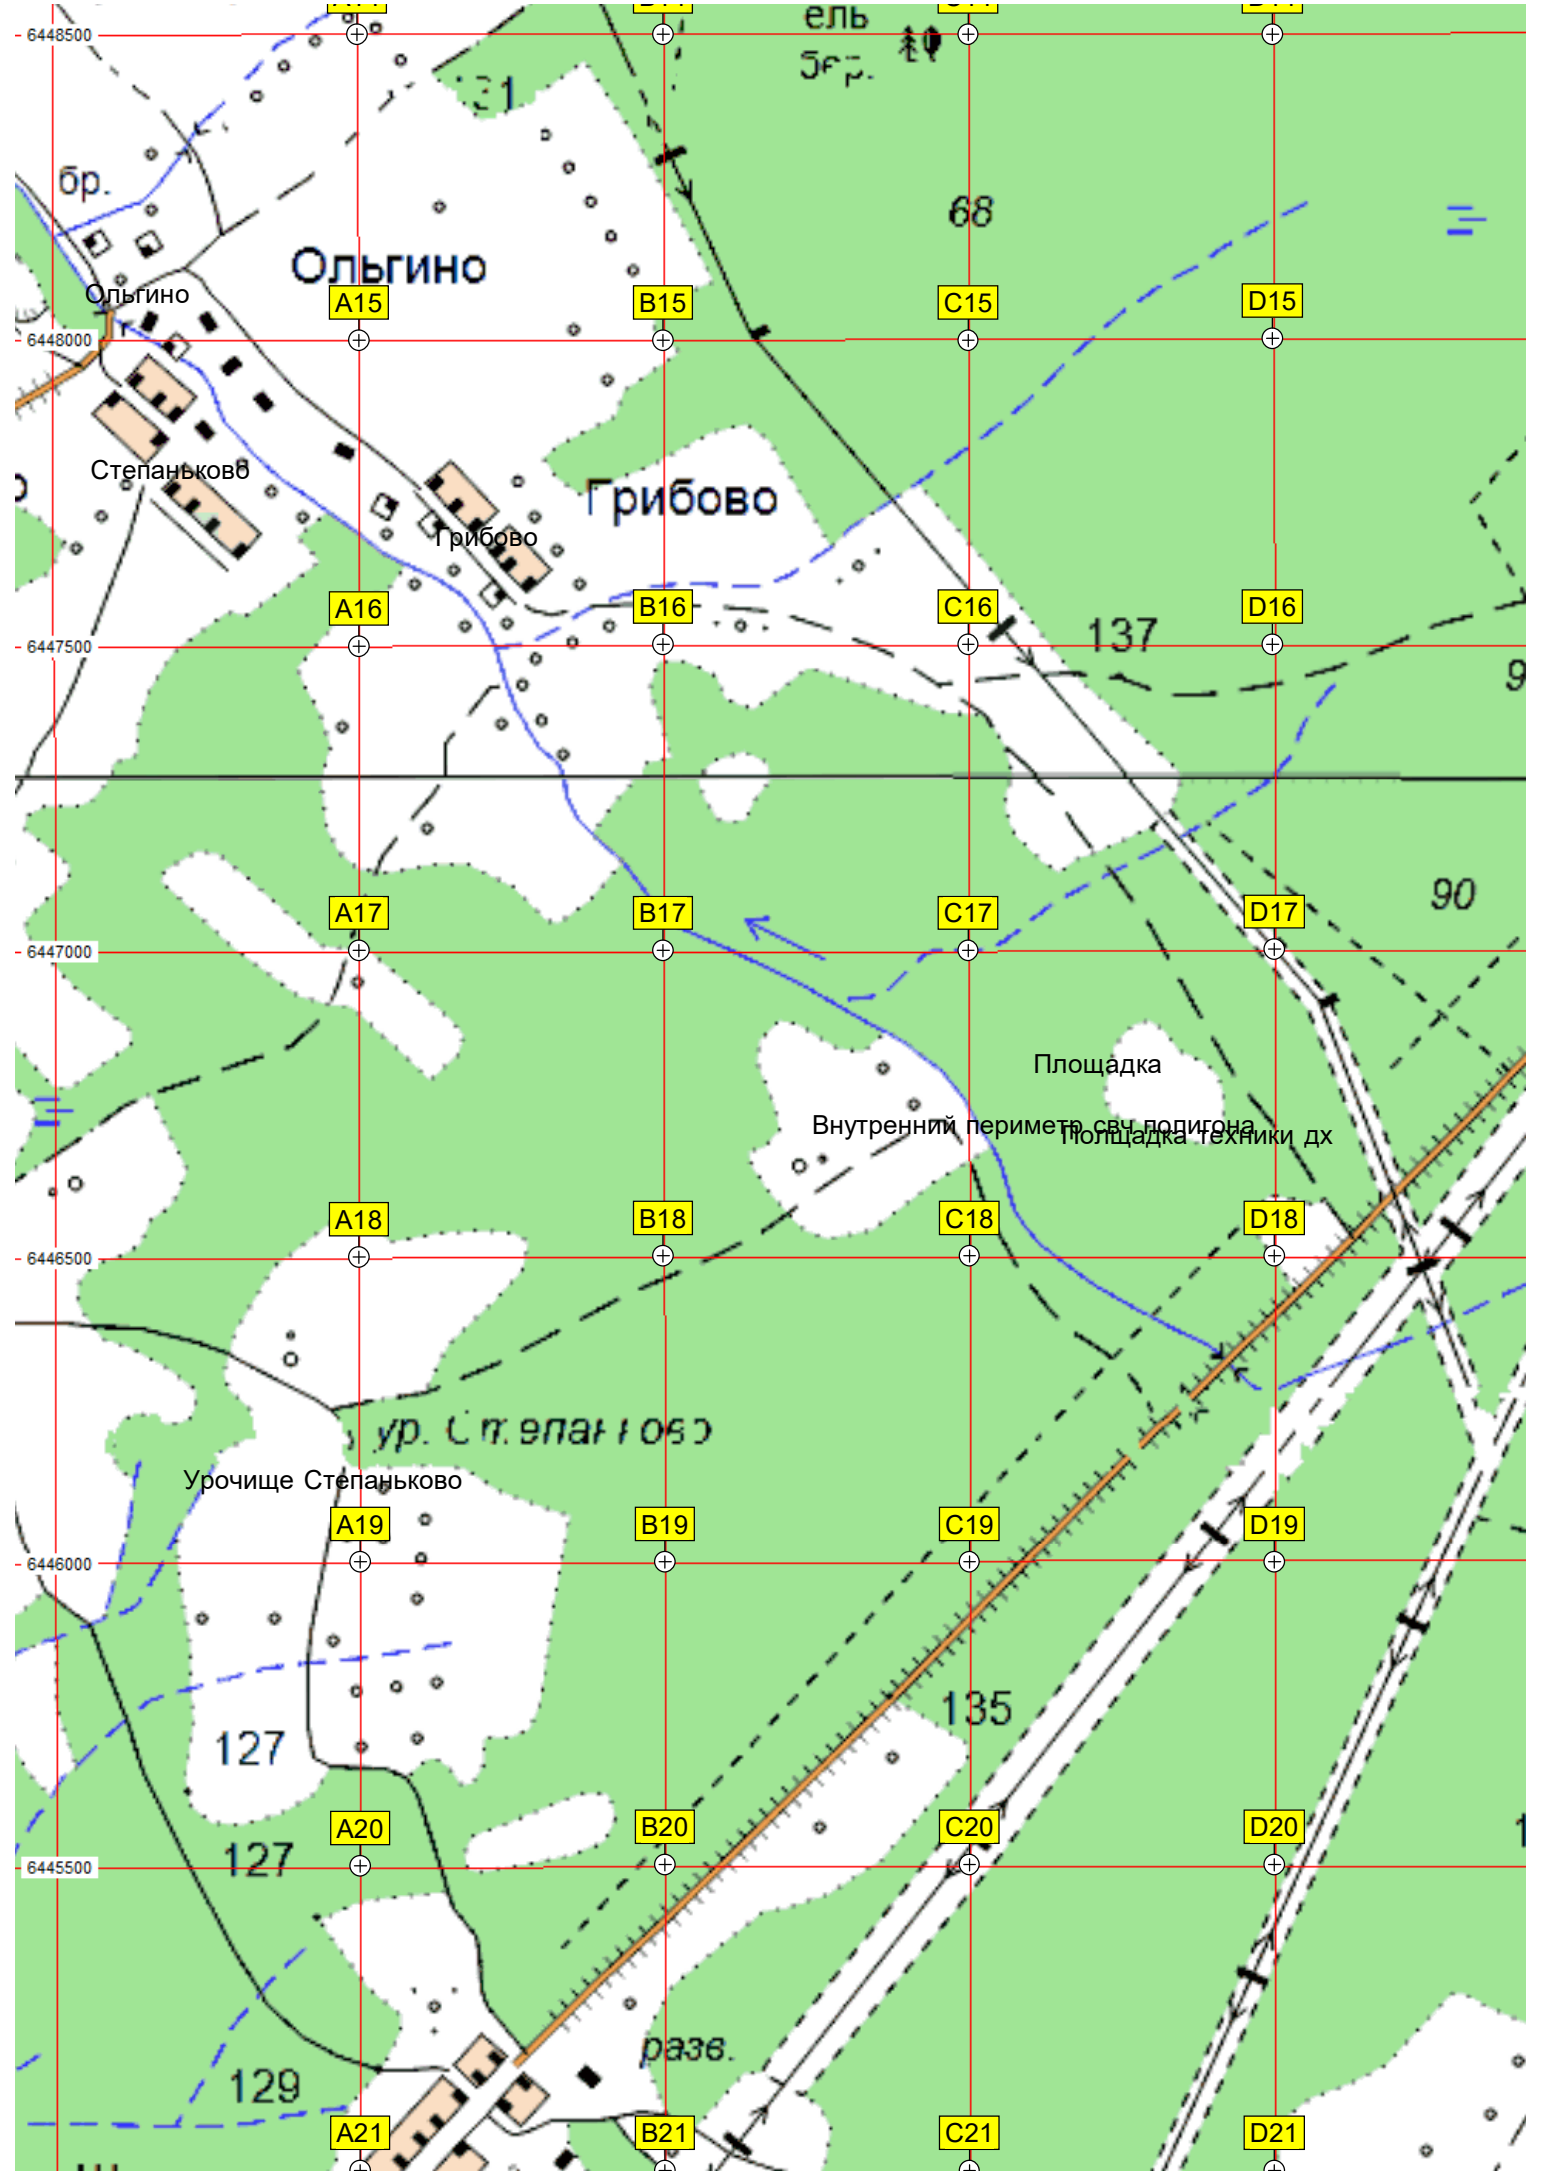 6448500
ель
бр.
68
Ольгино
Ольгино
A15
B15
C15
D15
6448000
Степаньково
Грибово
Грибово
A16
B16
C16
D16
137
6447500
9
90
A17
B17
C17
D17
6447000
Площадка
Внутренний периметр свч полигона
Полщадка техники дх
A18
B18
C18
D18
6446500
ур.
Урочище Степаньково
A19
B19
C19
D19
6446000
135
127
A20
B20
C20
D20
127
6445500
разв.
129
A21
B21
C21
D21